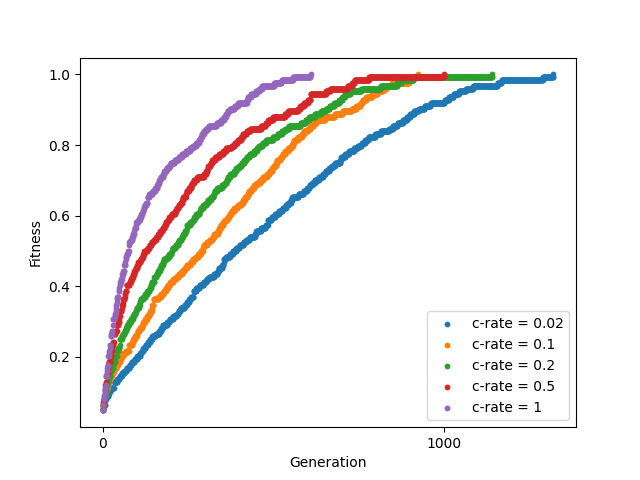 1.0
0.8
0.6
0.4
0.2
Fitness
0
1000
Generation
c-rate = 0.02
c-rate = 0.1
c-rate = 0.2
c-rate = 0.5
c-rate = 1